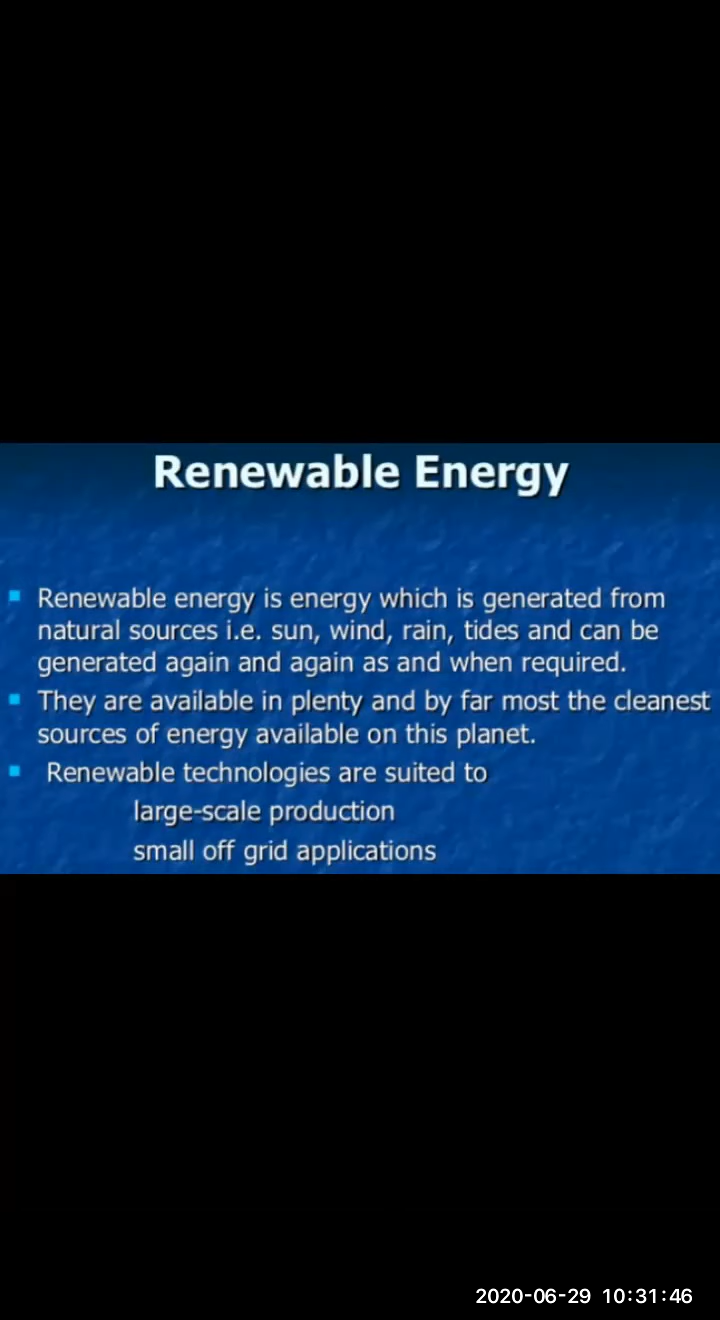 Renewable Energy
Renewable energy is energy which is generated from
natural sources i.e. sun, wind, rain, tides and can be
generated again and again as and when required.
They are available in plenty and by far most the cleanest
sources of energy available on this planet.
Renewable technologies are suited to
large-scale production
small off grid applications
2020-06-29 10:31:46